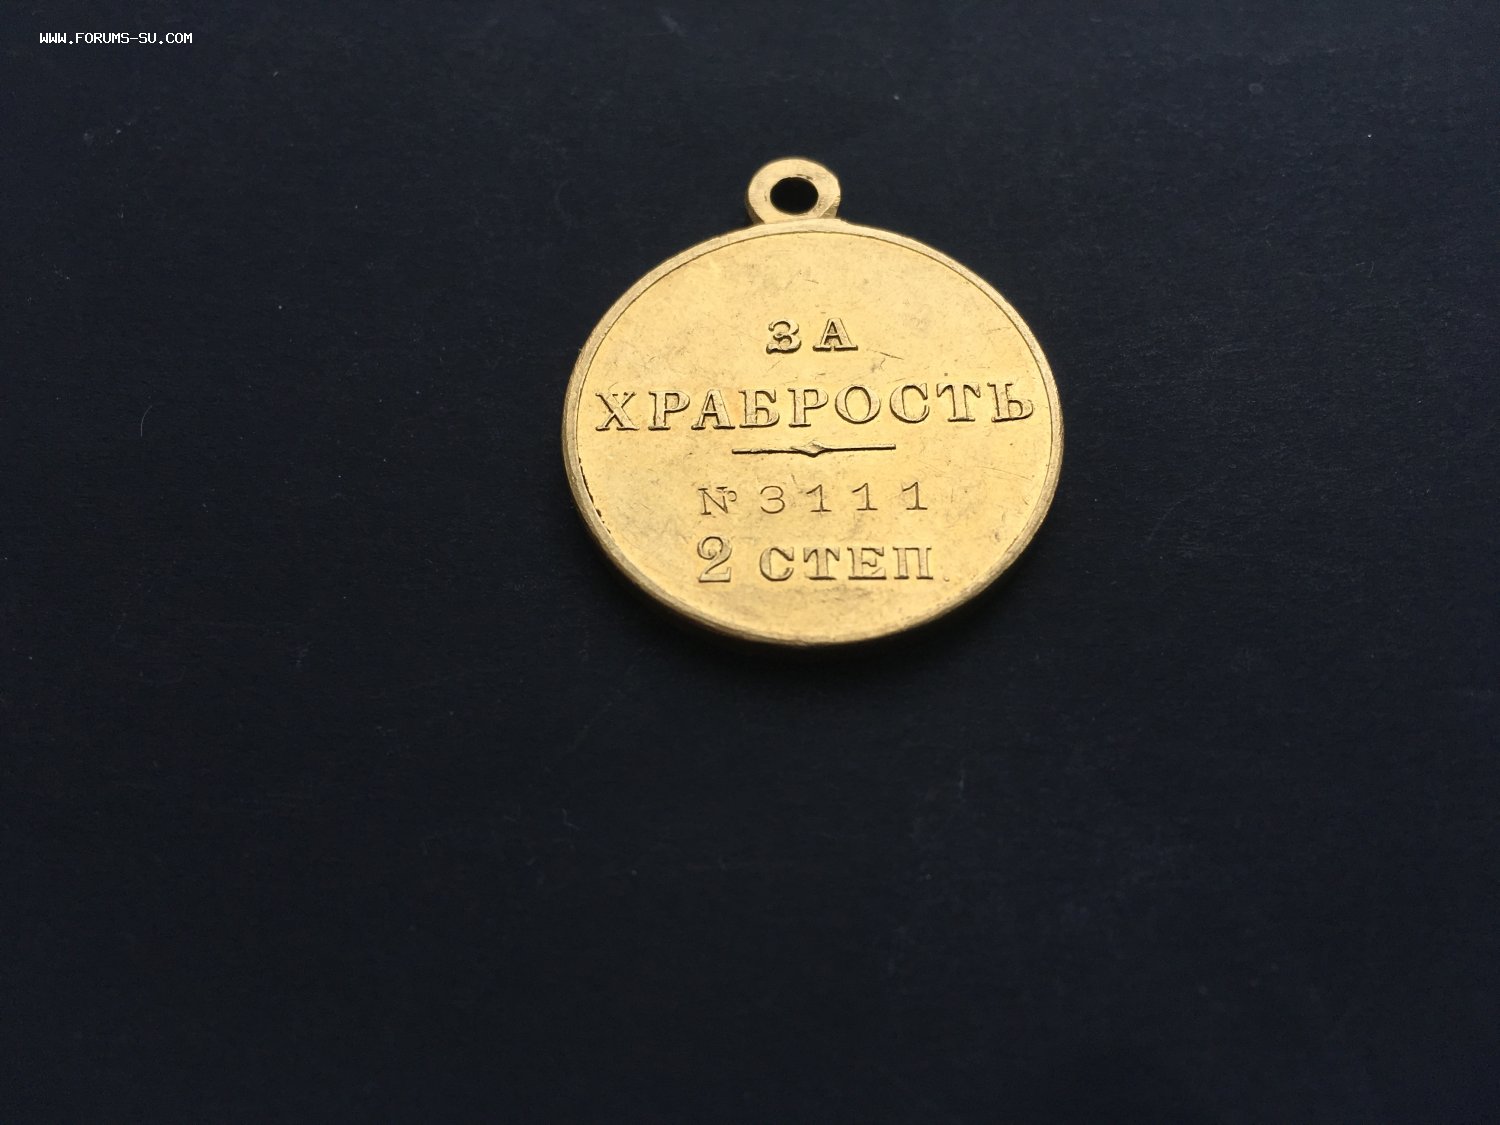 WWW.FORUMS-SU.COM
ЗА
ХРАБРОСТЬ
№ 3111
2 СТЕП.